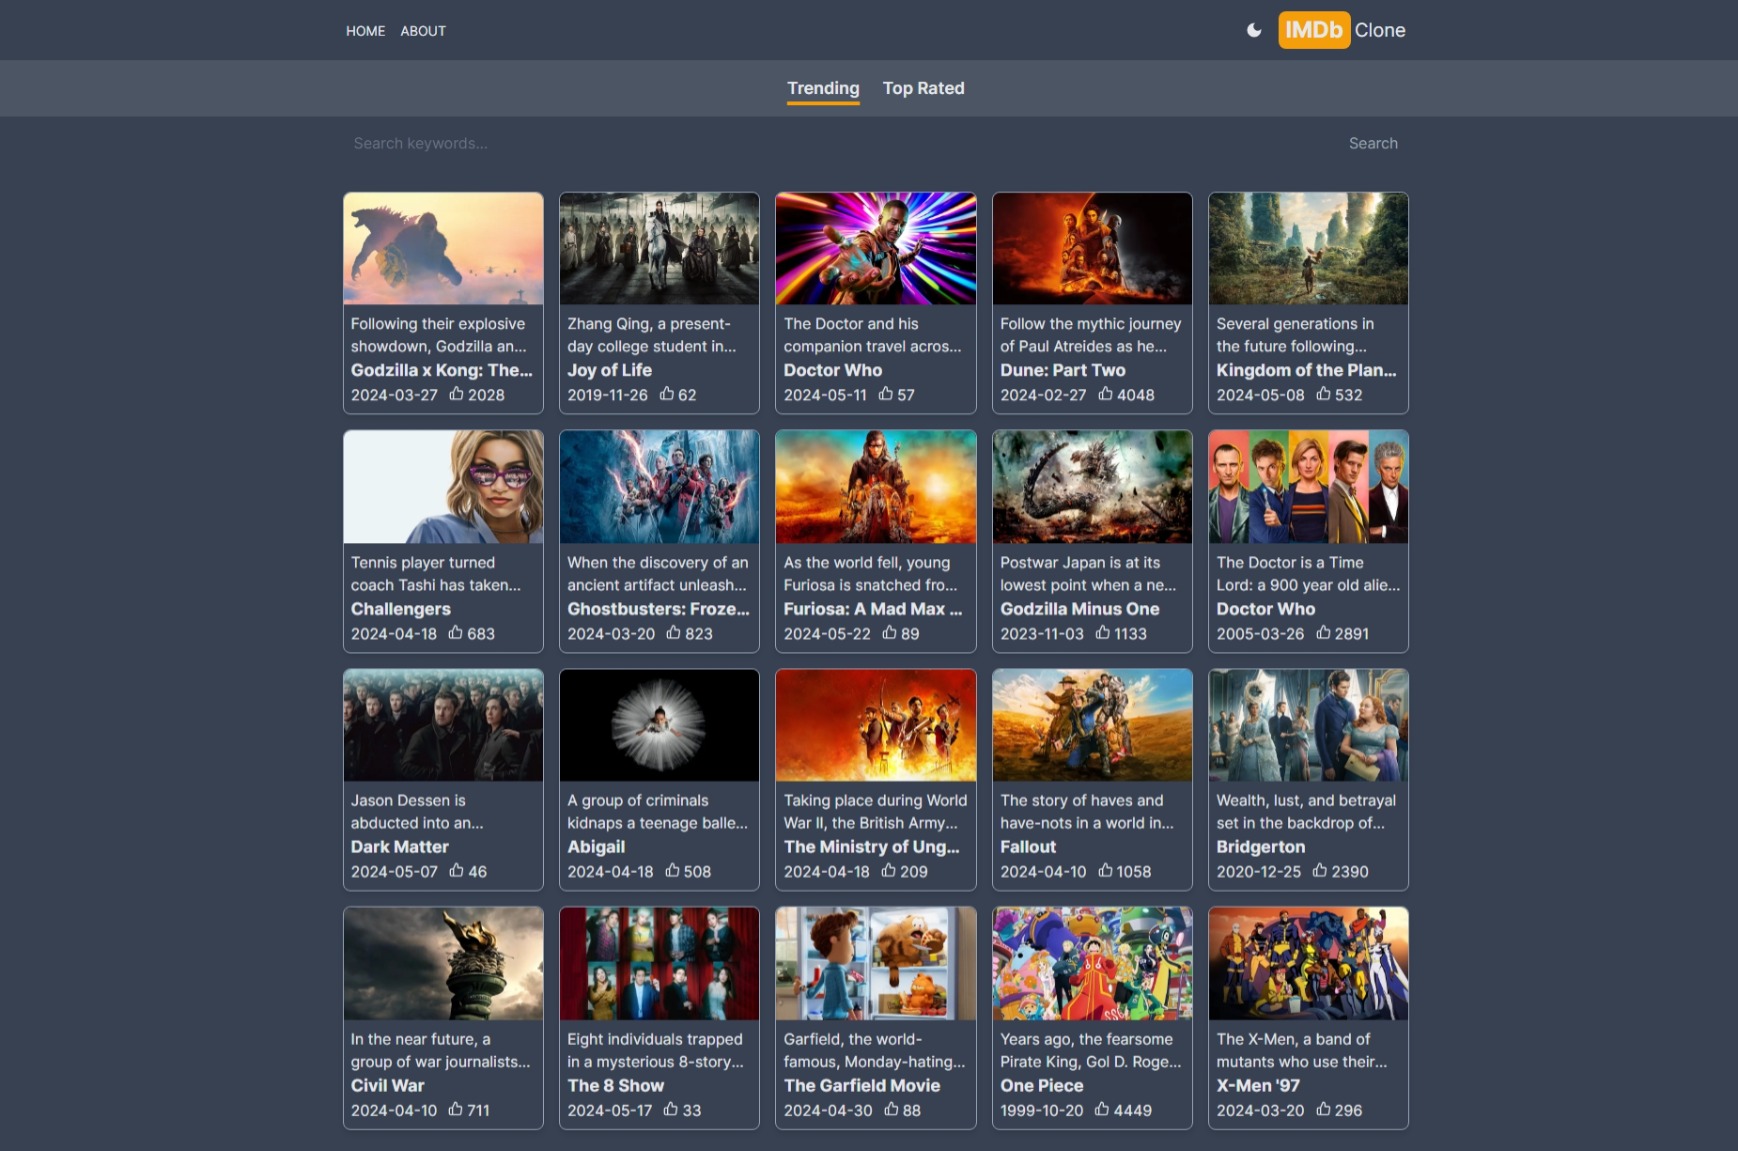 HOME ABOUT
IMDb Clone
Trending Top Rated
Search keywords...
Search
Following their explosive
showdown, Godzilla an...
Godzilla x Kong: The...
2024-03-27 2028
Zhang Qing, a present-
day college student in...
Joy of Life
2019-11-26 62
The Doctor and his
companion travel acros...
Doctor Who
2024-05-11 57
Follow the mythic journey
of Paul Atreides as he...
Dune: Part Two
2024-02-27 4048
Several generations in
the future following...
Kingdom of the Plan...
2024-05-08 532
Tennis player turned
coach Tashi has taken...
Challengers
2024-04-18 683
When the discovery of an
ancient artifact unleash...
Ghostbusters: Froze...
2024-03-20 823
As the world fell, young
Furiosa is snatched fro...
Furiosa: A Mad Max ...
2024-05-22 89
Postwar Japan is at its
lowest point when a ne...
Godzilla Minus One
2023-11-03 1133
The Doctor is a Time
Lord: a 900 year old alie...
Doctor Who
2005-03-26 2891
Jason Dessen is
abducted into an...
Dark Matter
2024-05-07 46
A group of criminals
kidnaps a teenage balle...
Abigail
2024-04-18 508
Taking place during World
War II, the British Army...
The Ministry of Ung...
2024-04-18 209
The story of haves and
have-nots in a world in...
Fallout
2024-04-10 1058
Wealth, lust, and betrayal
set in the backdrop of...
Bridgerton
2020-12-25 2390
In the near future, a
group of war journalists...
Civil War
2024-04-10 711
Eight individuals trapped
in a mysterious 8-story...
The 8 Show
2024-05-17 33
Garfield, the world-
famous, Monday-hating...
The Garfield Movie
2024-04-30 88
Years ago, the fearsome
Pirate King, Gol D. Roge...
One Piece
1999-10-20 4449
The X-Men, a band of
mutants who use their...
X-Men '97
2024-03-20 296